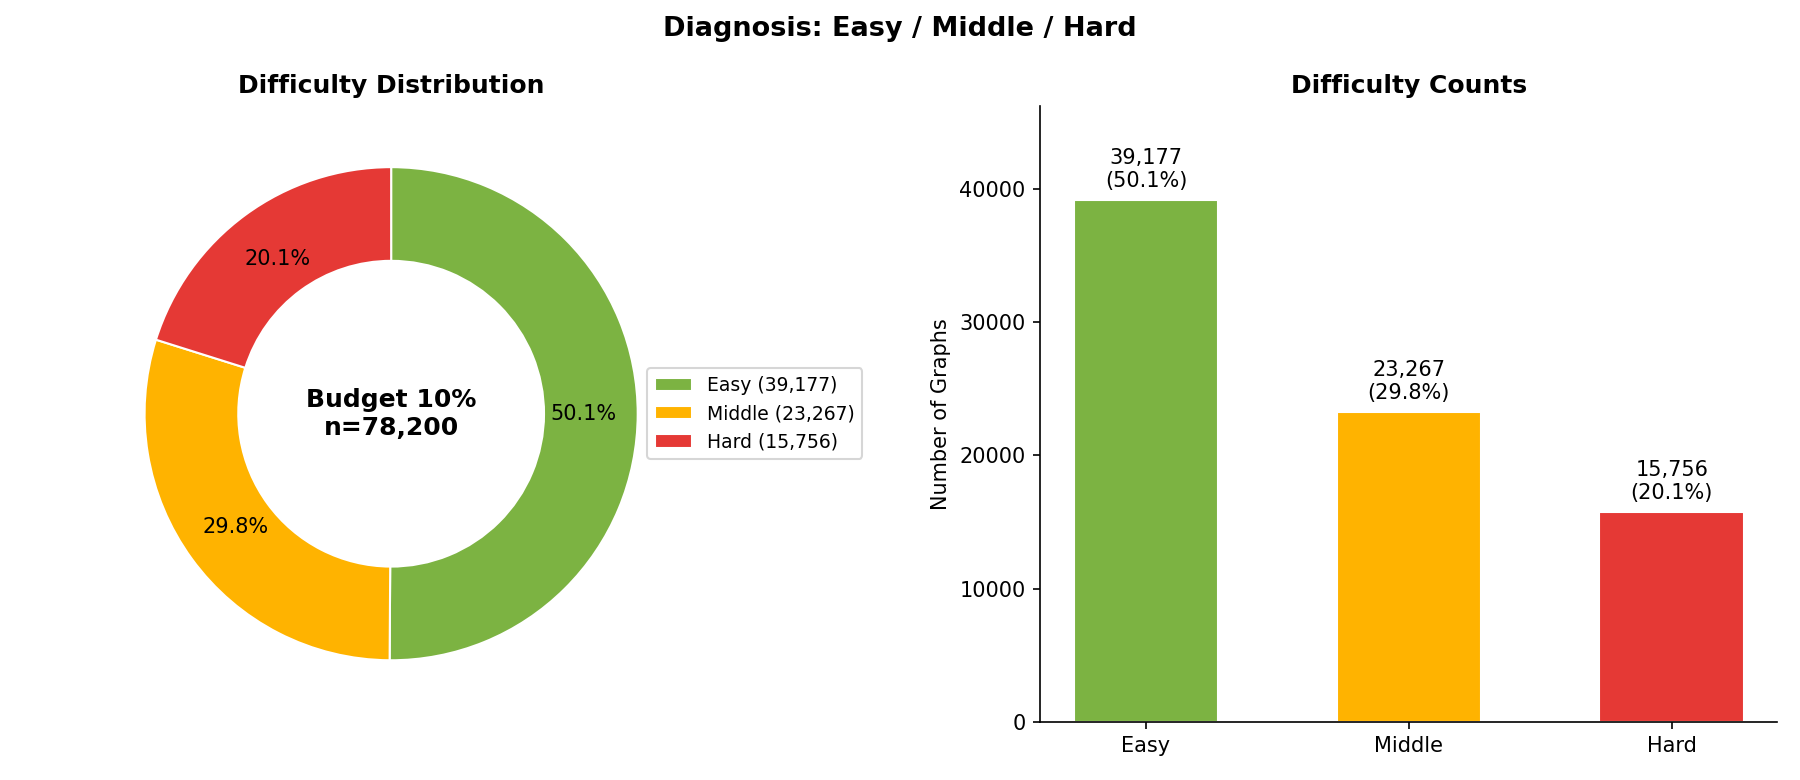 Diagnosis: Easy / Middle / Hard
Difficulty Distribution
20.1%
50.1%
29.8%
Budget 10%
n=78,200
Easy (39,177)
Middle (23,267)
Hard (15,756)
Difficulty Counts
Number of Graphs
40000
30000
20000
10000
0
39,177
(50.1%)
23,267
(29.8%)
15,756
(20.1%)
Easy
Middle
Hard